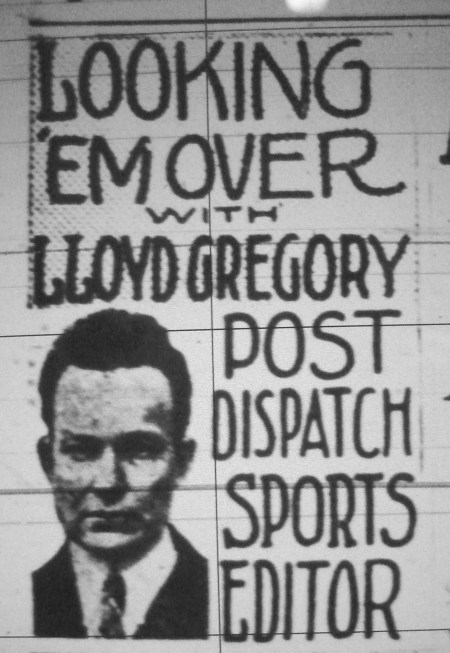 LOOKING
'EM OVER
WITH
LLOYD GREGORY
POST
DISPATCH
SPORTS
EDITOR